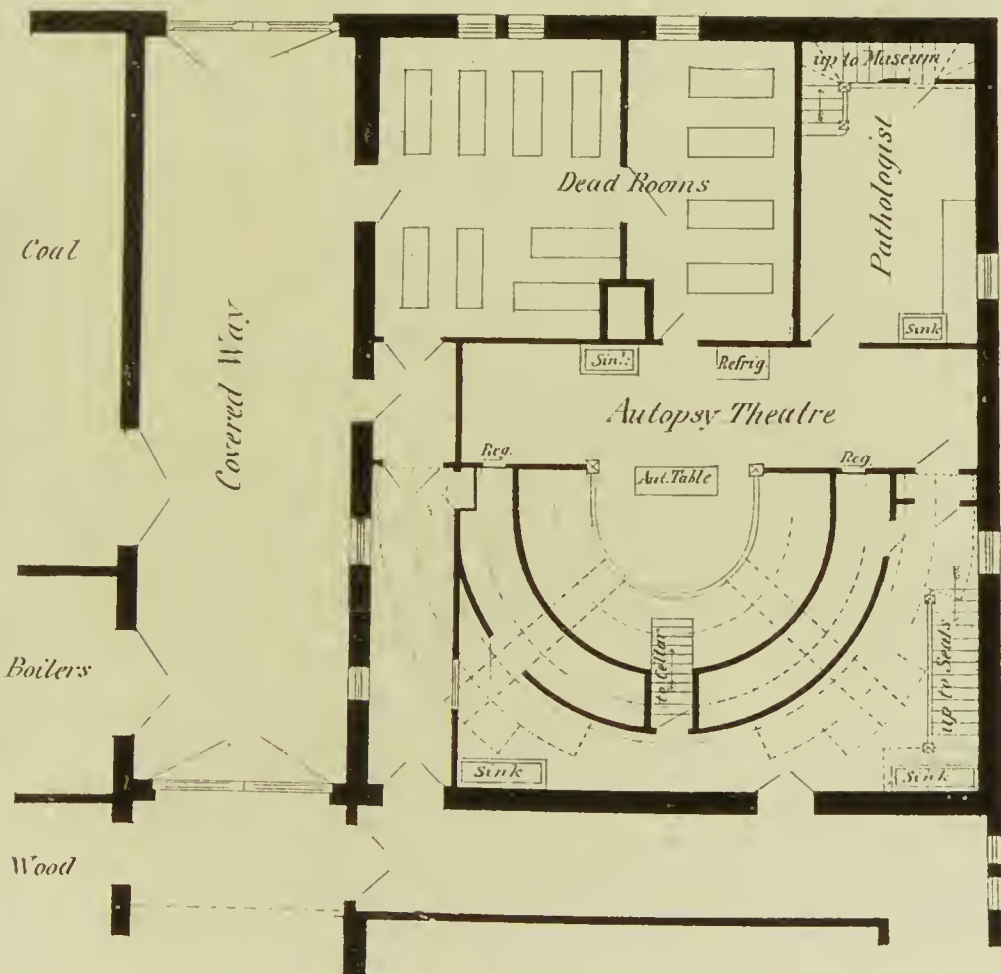 up to Museum
Dead Rooms
Pathologist
Coal
Covered Way
Sink
Sink
Refrig.
Autopsy Theatre
Reg.
Reg.
Aut. Table
to Cellar
up to Seats
Boilers
Sink
Sink
Wood